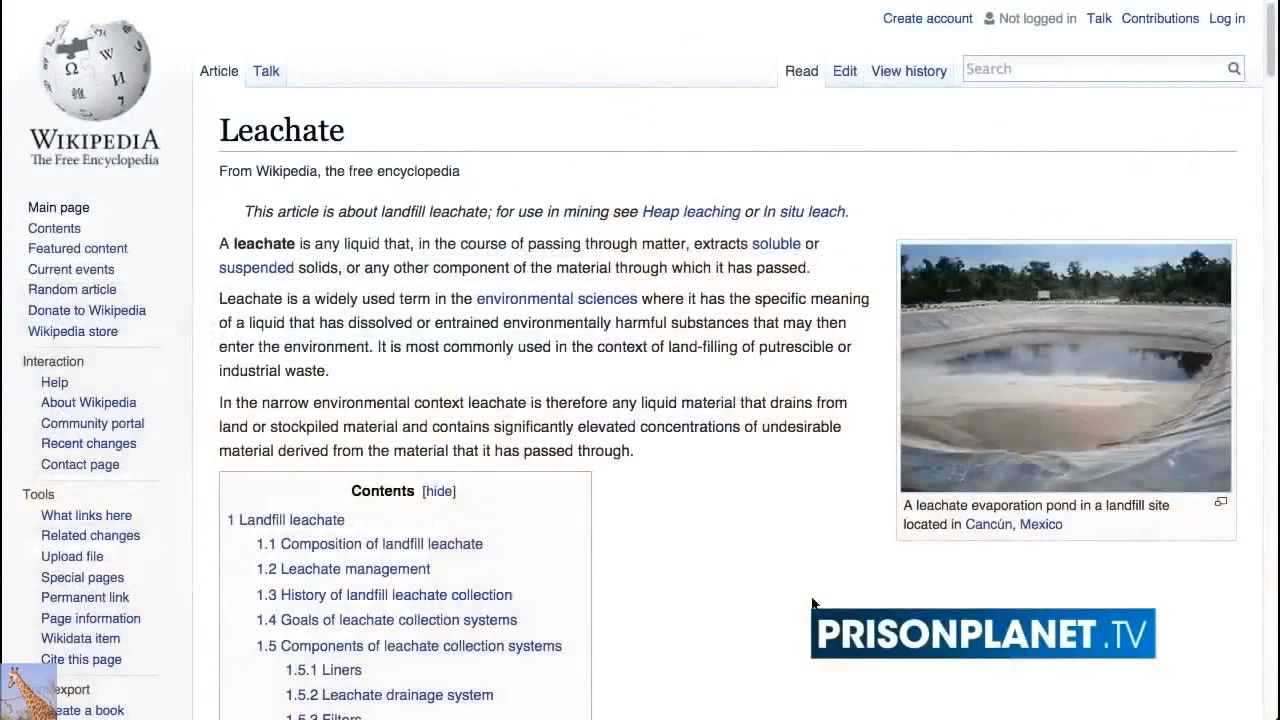 Create account Not logged in Talk Contributions Log in
Article Talk Read Edit View history Search
WIKIPEDIA
The Free Encyclopedia
Main page
Contents
Featured content
Current events
Random article
Donate to Wikipedia
Wikipedia store
Interaction
Help
About Wikipedia
Community portal
Recent changes
Contact page
Tools
What links here
Related changes
Upload file
Special pages
Permanent link
Page information
Wikidata item
Cite this page
/export
eate a book
Leachate
From Wikipedia, the free encyclopedia
This article is about landfill leachate; for use in mining see Heap leaching or In situ leach.
A leachate is any liquid that, in the course of passing through matter, extracts soluble or
suspended solids, or any other component of the material through which it has passed.
Leachate is a widely used term in the environmental sciences where it has the specific meaning
of a liquid that has dissolved or entrained environmentally harmful substances that may then
enter the environment. It is most commonly used in the context of land-filling of putrescible or
industrial waste.
In the narrow environmental context leachate is therefore any liquid material that drains from
land or stockpiled material and contains significantly elevated concentrations of undesirable
material derived from the material that it has passed through.
Contents [hide]
1 Landfill leachate
1.1 Composition of landfill leachate
1.2 Leachate management
1.3 History of landfill leachate collection
1.4 Goals of leachate collection systems
1.5 Components of leachate collection systems
1.5.1 Liners
1.5.2 Leachate drainage system
1.5.3 Filters
A leachate evaporation pond in a landfill site
located in Cancún, Mexico
PRISONPLANET.TV